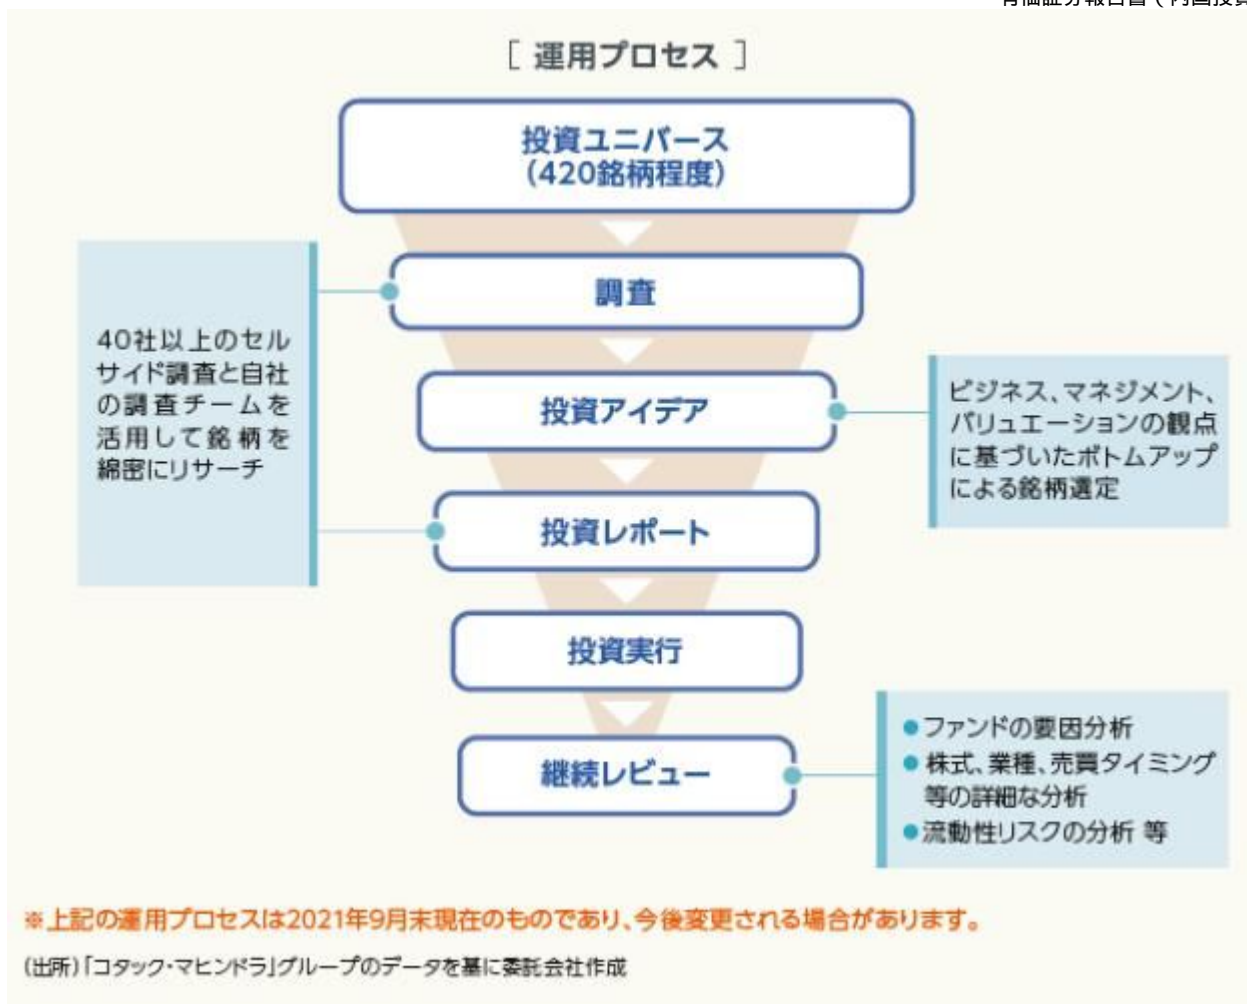 ［ 運用プロセス ］
投資ユニバース
（420銘柄程度）
調査
40社以上のセル
サイド調査と自社
の調査チームを
活用して銘柄を
綿密にリサーチ
投資アイデア
ビジネス、マネジメント、
バリュエーションの観点
に基づいたボトムアップ
による銘柄選定
投資レポート
投資実行
継続レビュー
●ファンドの要因分析
●株式、業種、売買タイミング
等の詳細な分析
●流動性リスクの分析 等
※上記の運用プロセスは2021年9月末現在のものであり、今後変更される場合があります。
（出所）「コタック・マヒンドラ」グループのデータを基に委託会社作成